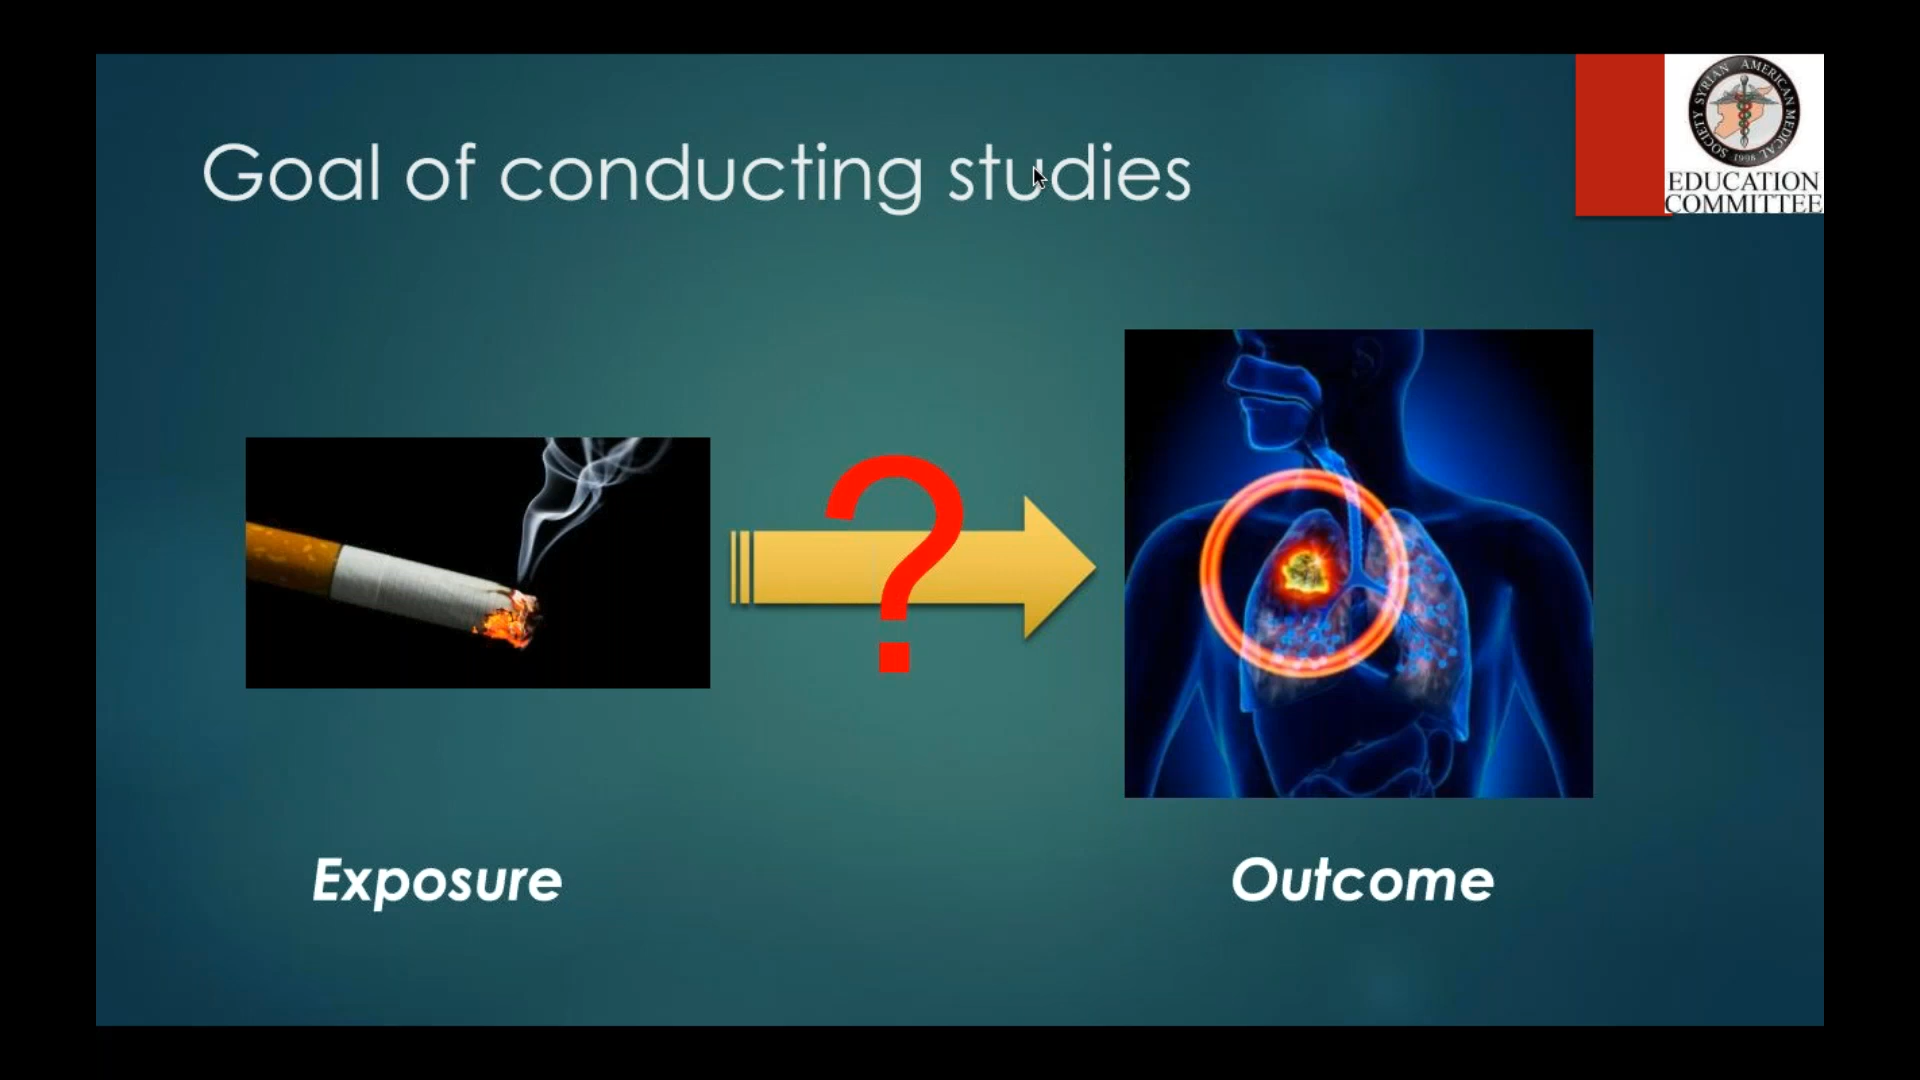 Goal of conducting studies
SYRIAN AMERICAN MEDICAL SOCIETY
1998
EDUCATION
COMMITTEE
?
Exposure
Outcome